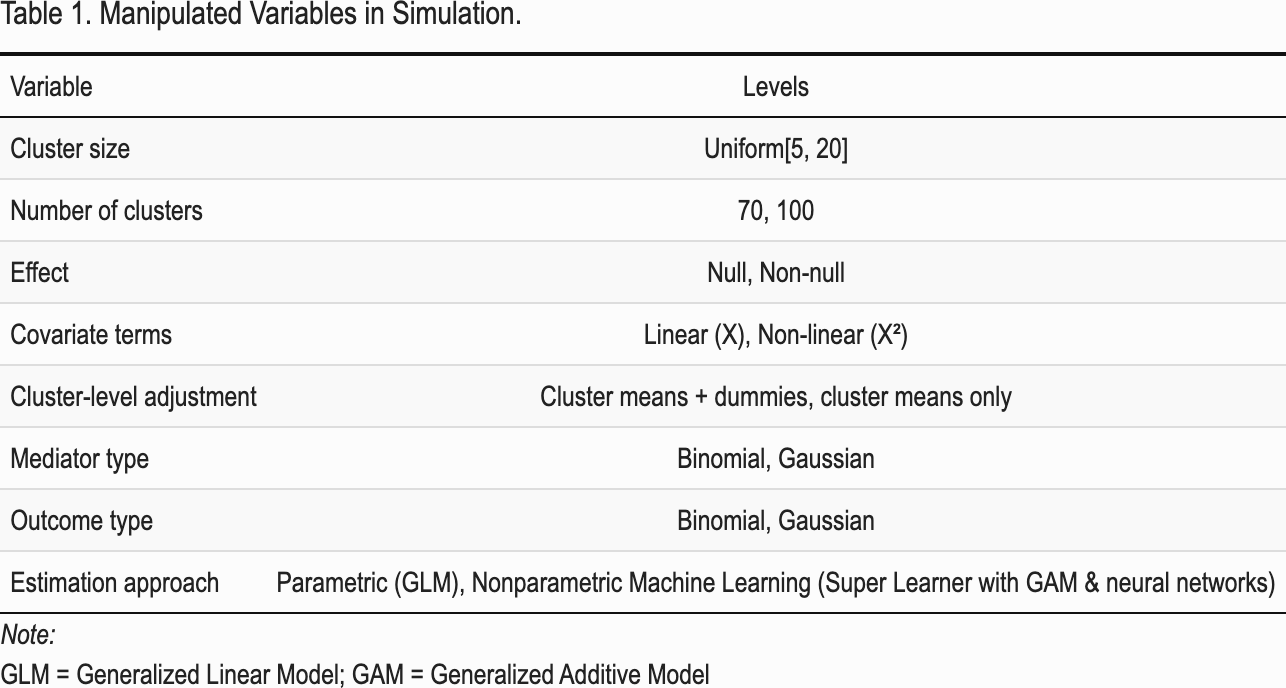 Table 1. Manipulated Variables in Simulation.
Variable Levels
Cluster size Uniform[5, 20]
Number of clusters 70, 100
Effect Null, Non-null
Covariate terms Linear (X), Non-linear (X²)
Cluster-level adjustment Cluster means + dummies, cluster means only
Mediator type Binomial, Gaussian
Outcome type Binomial, Gaussian
Estimation approach Parametric (GLM), Nonparametric Machine Learning (Super Learner with GAM & neural networks)
Note:
GLM = Generalized Linear Model; GAM = Generalized Additive Model